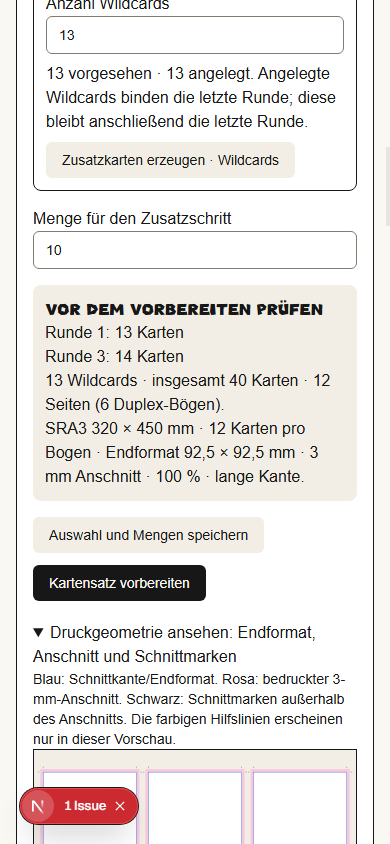 Anzahl Wildcards
13
13 vorgesehen · 13 angelegt. Angelegte
Wildcards binden die letzte Runde; diese
bleibt anschließend die letzte Runde.
Zusatzkarten erzeugen · Wildcards
Menge für den Zusatzschritt
10
VOR DEM VORBEREITEN PRÜFEN
Runde 1: 13 Karten
Runde 3: 14 Karten
13 Wildcards · insgesamt 40 Karten · 12
Seiten (6 Duplex-Bögen).
SRA3 320 × 450 mm · 12 Karten pro
Bogen · Endformat 92,5 × 92,5 mm · 3
mm Anschnitt · 100 % · lange Kante.
Auswahl und Mengen speichern
Kartensatz vorbereiten
▼ Druckgeometrie ansehen: Endformat,
Anschnitt und Schnittmarken
Blau: Schnittkante/Endformat. Rosa: bedruckter 3-
mm-Anschnitt. Schwarz: Schnittmarken außerhalb
des Anschnitts. Die farbigen Hilfslinien erscheinen
nur in dieser Vorschau.
N 1 Issue ×